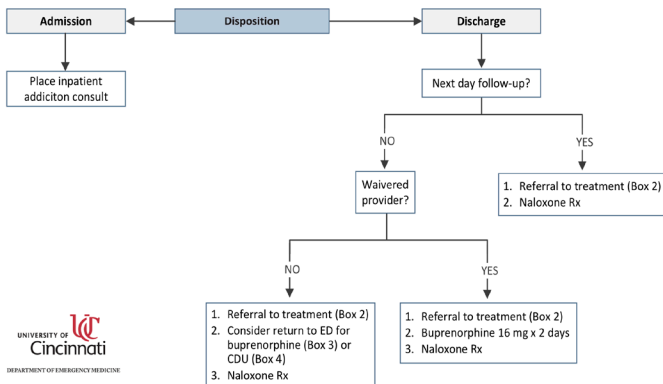 Admission
Disposition
Discharge
Place inpatient
addiciton consult
Next day follow-up?
NO
YES
Waivered
provider?
1. Referral to treatment (Box 2)
2. Naloxone Rx
NO
YES
1. Referral to treatment (Box 2)
2. Consider return to ED for
buprenorphine (Box 3) or
CDU (Box 4)
3. Naloxone Rx
1. Referral to treatment (Box 2)
2. Buprenorphine 16 mg x 2 days
3. Naloxone Rx
UNIVERSITY OF
Cincinnati
DEPARTMENT OF EMERGENCY MEDICINE